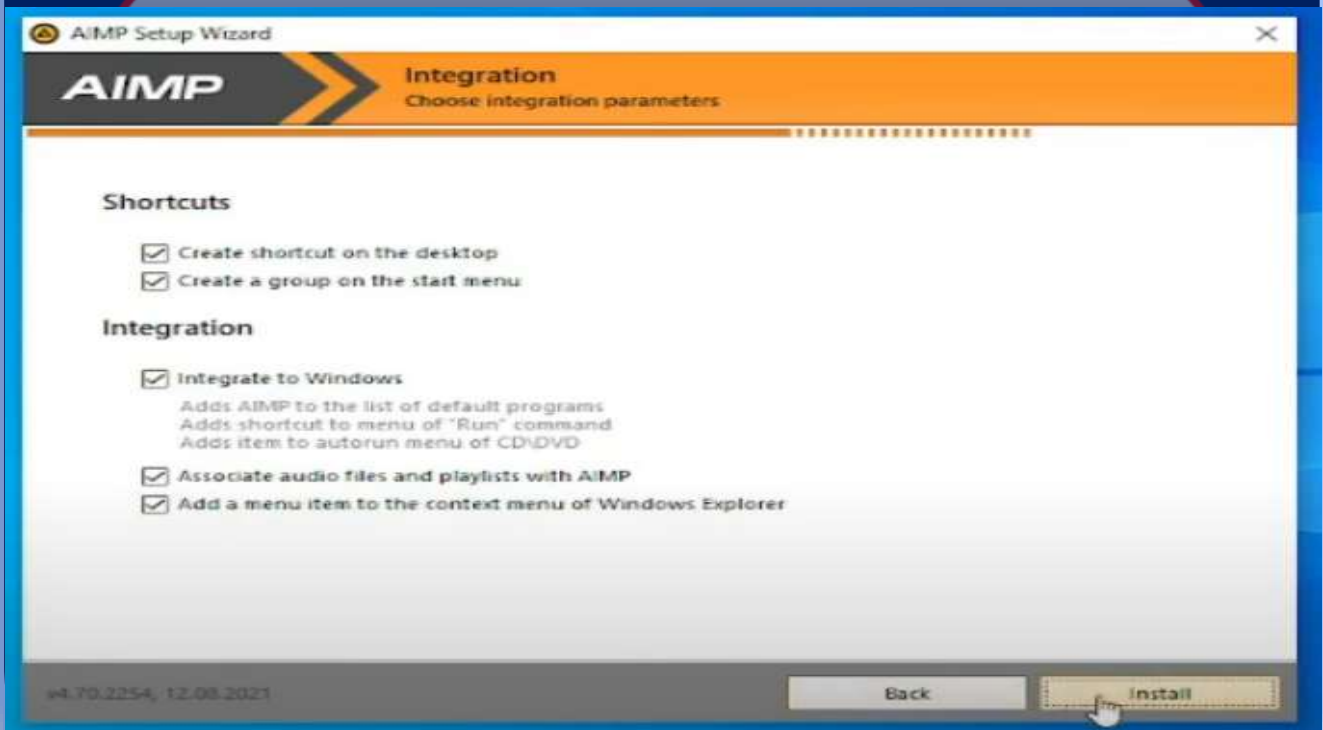 AIMP Setup Wizard
AIMP
Integration
Choose integration parameters
Shortcuts
Create shortcut on the desktop
Create a group on the start menu
Integration
Integrate to Windows
Adds AIMP to the list of default programs
Adds shortcut to menu of "Run" command
Adds item to autorun menu of CD\DVD
Associate audio files and playlists with AIMP
Add a menu item to the context menu of Windows Explorer
v4.70.2254, 12.08.2021
Back
Install